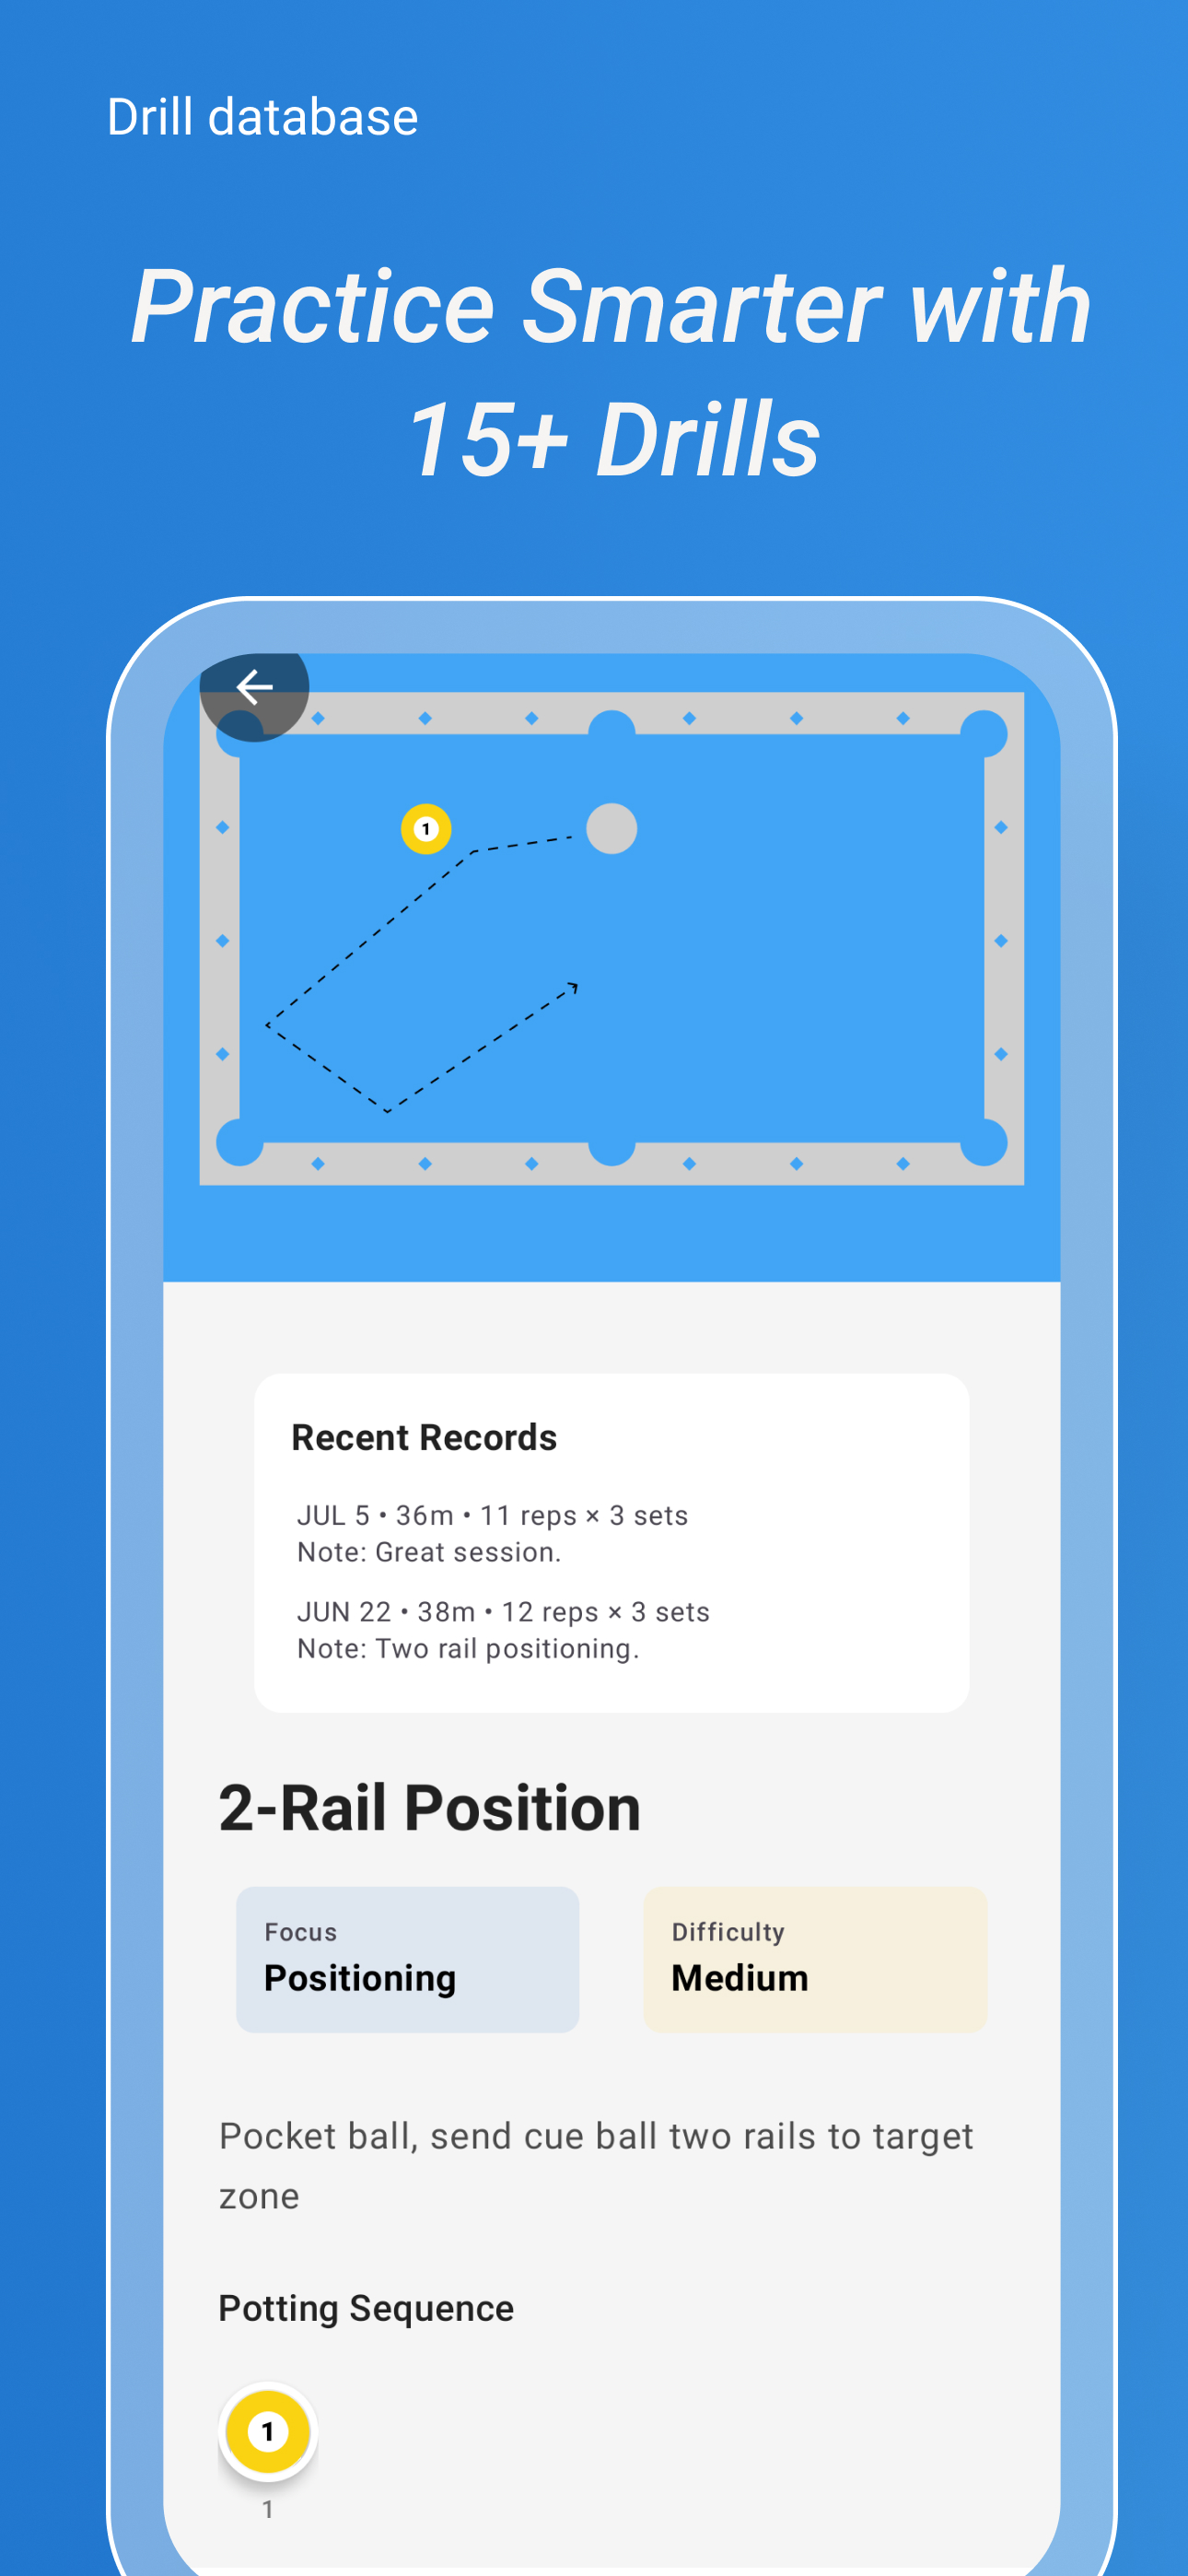 Drill database
Practice Smarter with
15+ Drills
1
Recent Records
JUL 5 • 36m • 11 reps × 3 sets
Note: Great session.
JUN 22 • 38m • 12 reps × 3 sets
Note: Two rail positioning.
2-Rail Position
Focus
Positioning
Difficulty
Medium
Pocket ball, send cue ball two rails to target
zone
Potting Sequence
1
1